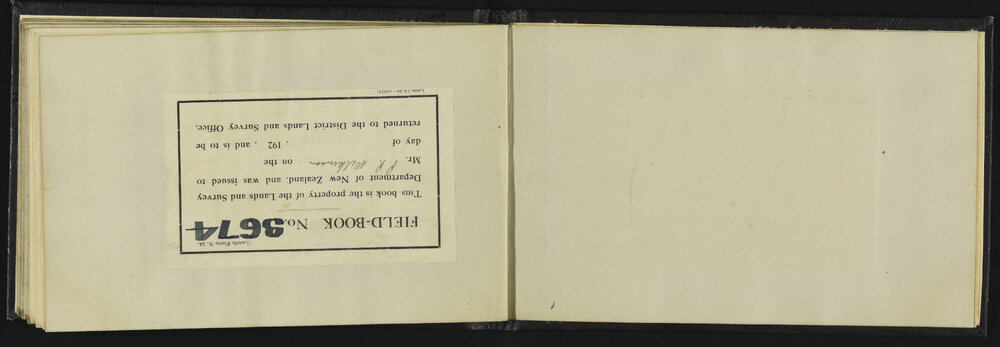 Lands Form N. 24.
FIELD-BOOK No. 3674
THIS book is the property of the Lands and Survey
Department of New Zealand, and was issued to
Mr. Wilkinson on the
day of , 192 , and is to be
returned to the District Lands and Survey Office.